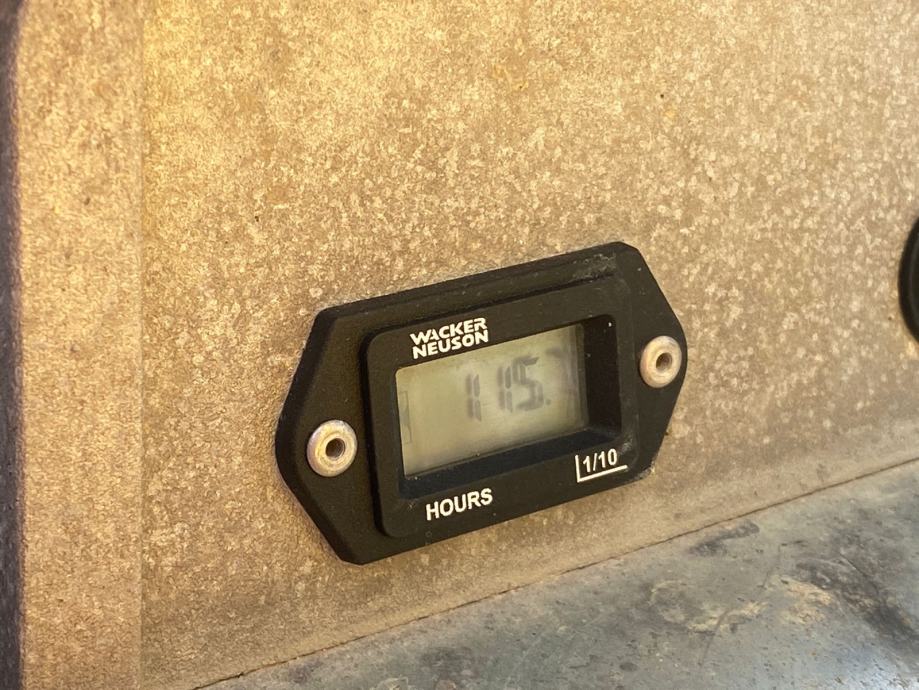 WACKER
NEUSON
115.
HOURS
1/10